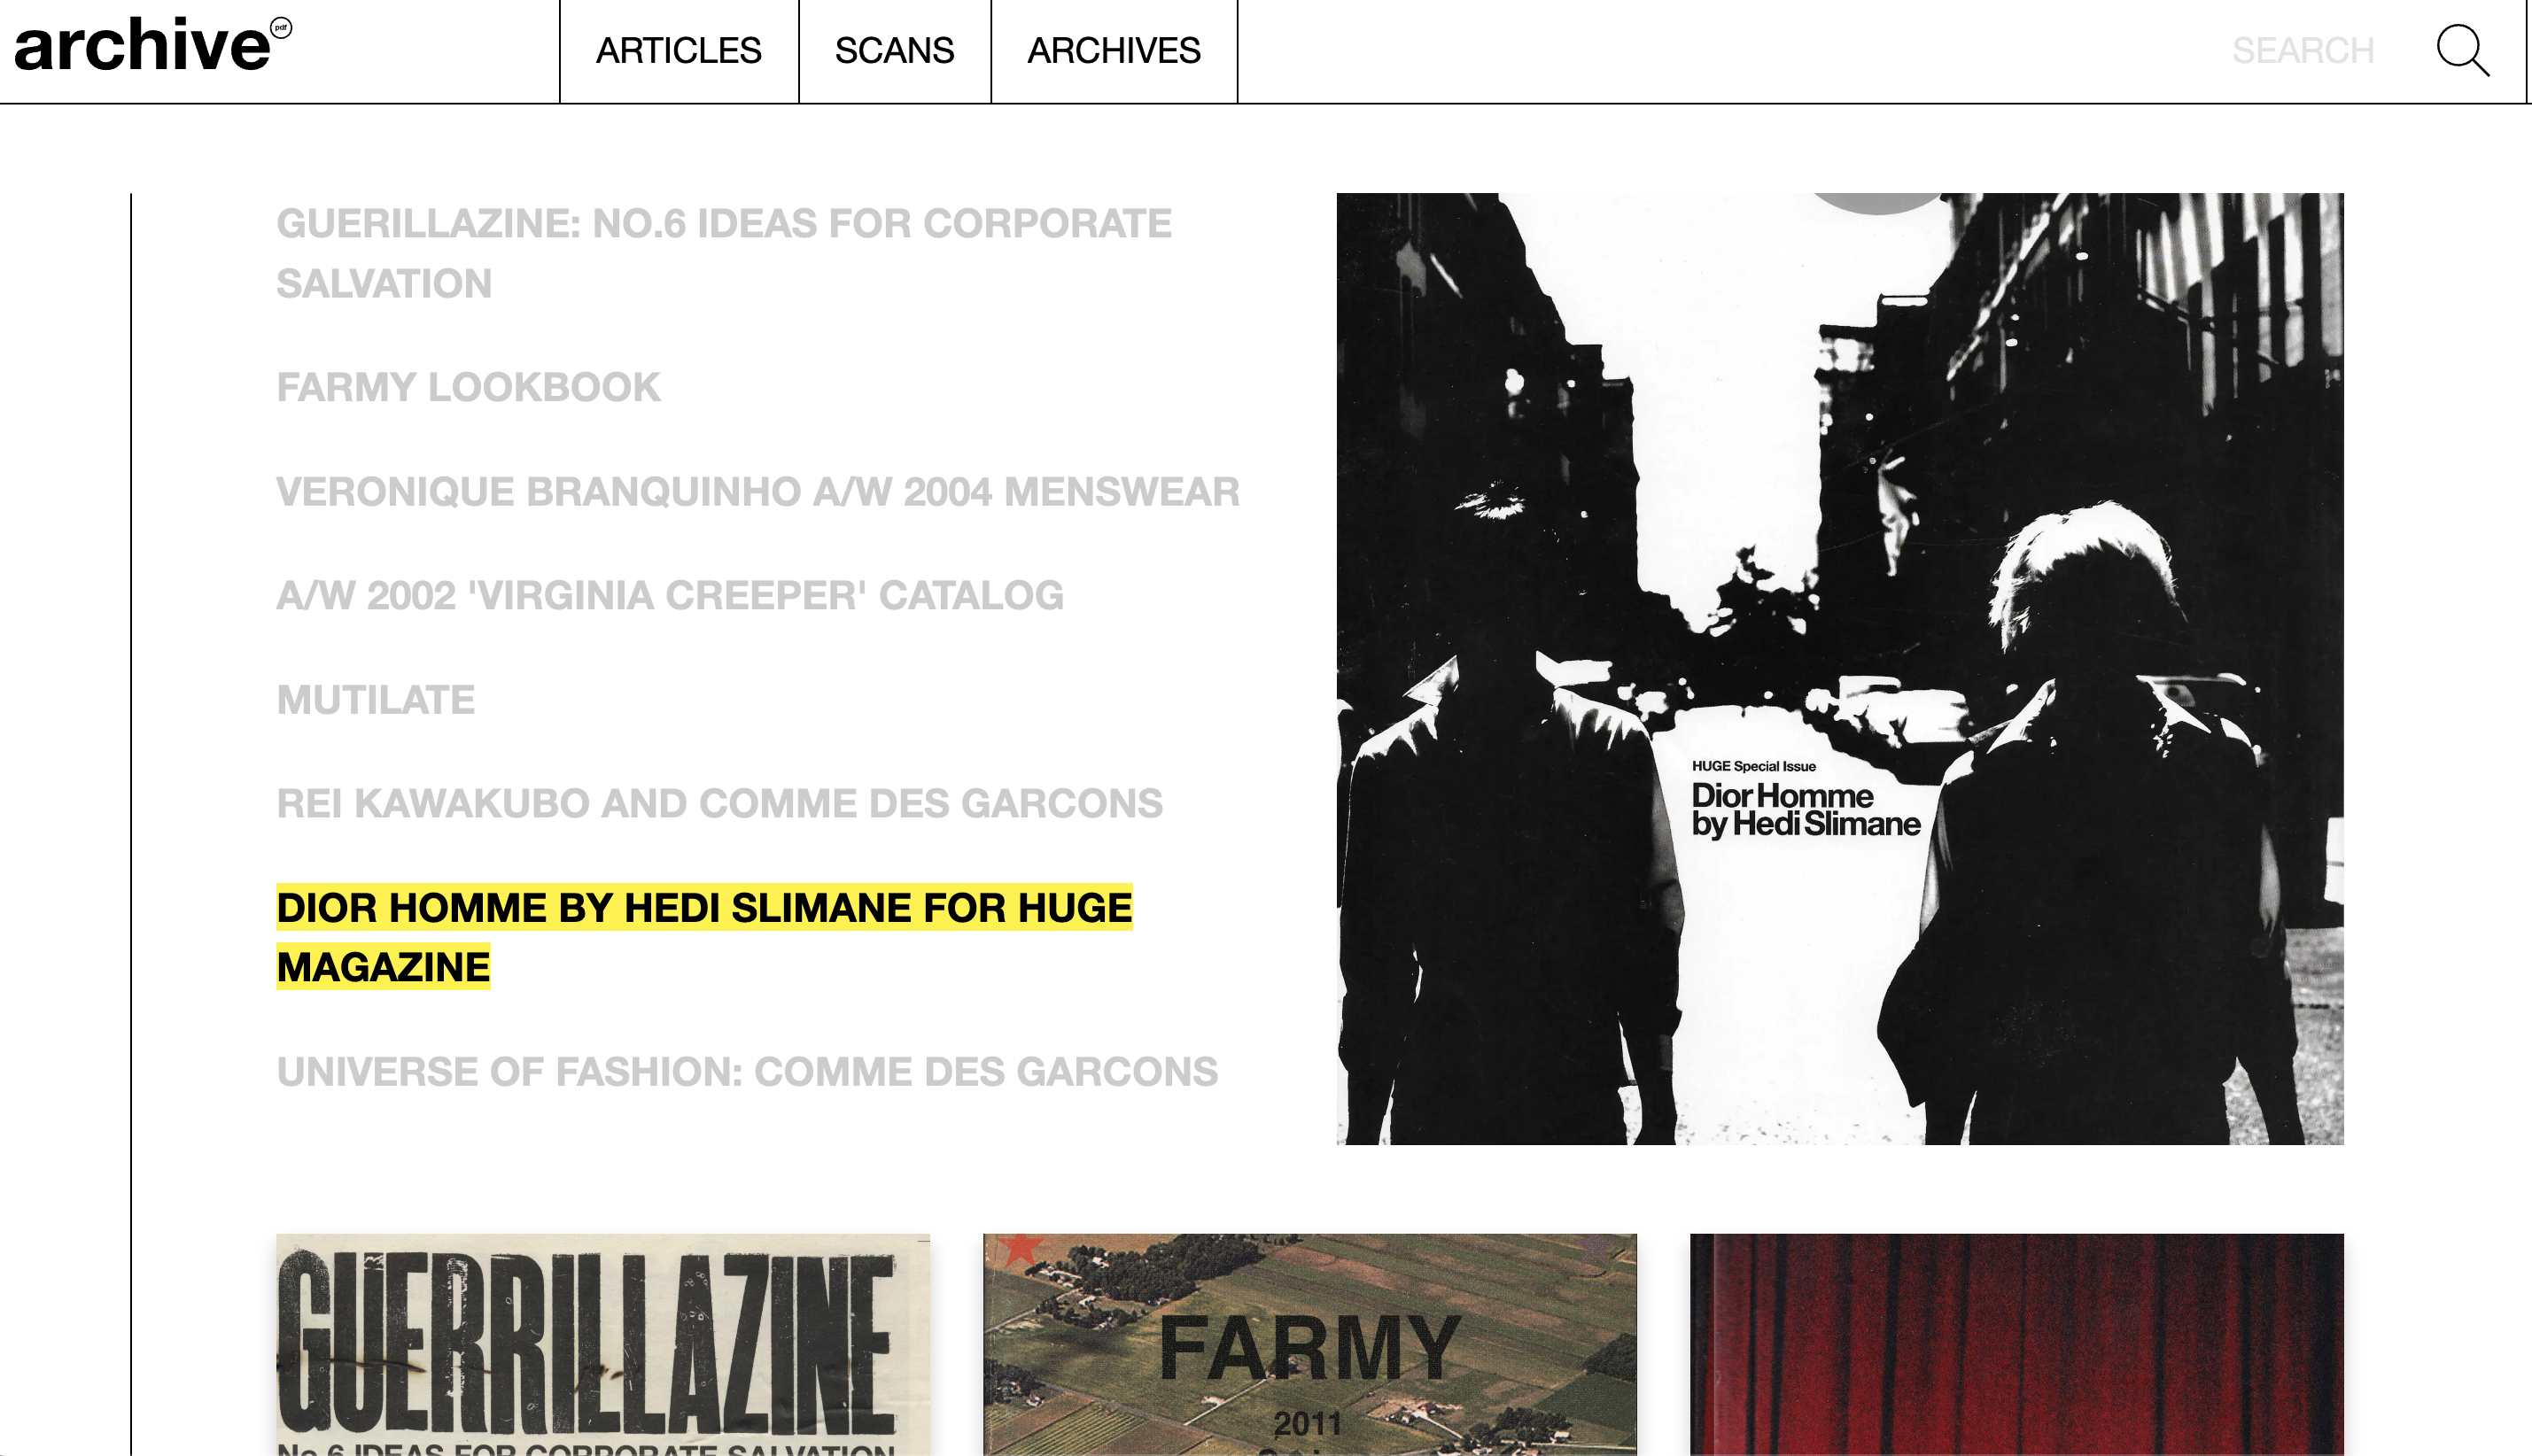 archive pdf
ARTICLES
SCANS
ARCHIVES
SEARCH
GUERILLAZINE: NO.6 IDEAS FOR CORPORATE
SALVATION
FARMY LOOKBOOK
VERONIQUE BRANQUINHO A/W 2004 MENSWEAR
A/W 2002 'VIRGINIA CREEPER' CATALOG
MUTILATE
REI KAWAKUBO AND COMME DES GARCONS
DIOR HOMME BY HEDI SLIMANE FOR HUGE
MAGAZINE
UNIVERSE OF FASHION: COMME DES GARCONS
HUGE Special Issue
Dior Homme
by Hedi Slimane
GUERRILLAZINE
No.6 IDEAS FOR CORPORATE SALVATION
FARMY
2011